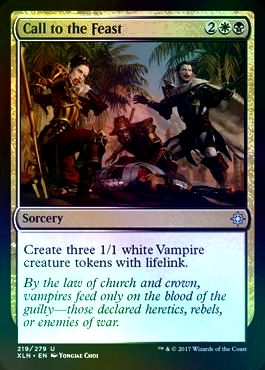 Call to the Feast 2
Sorcery
Create three 1/1 white Vampire
creature tokens with lifelink.
By the law of church and crown,
vampires feed only on the blood of the
guilty—those declared heretics, rebels,
or enemies of war.
219/279 U
XLN • EN YONGJAE CHOI
™ & © 2017 Wizards of the Coast